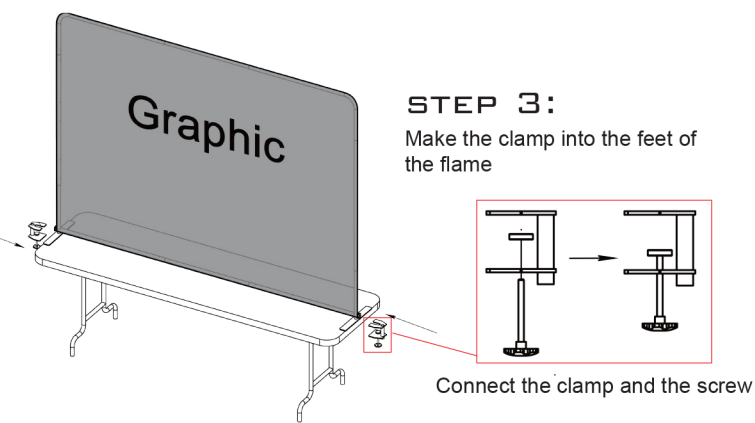 Graphic
STEP 3:
Make the clamp into the feet of
the flame
Connect the clamp and the screw